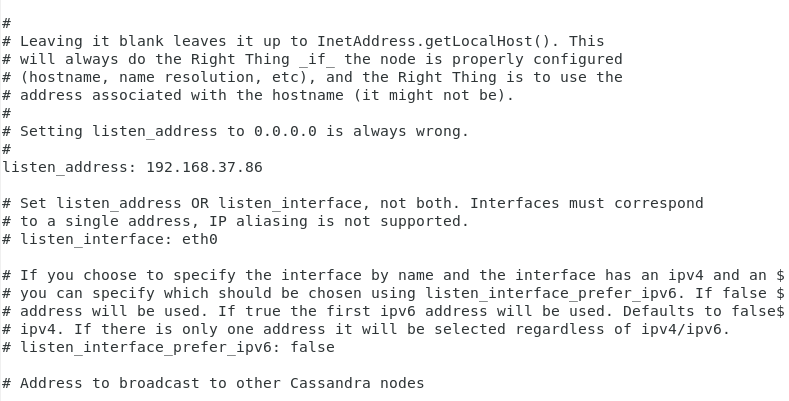 #
# Leaving it blank leaves it up to InetAddress.getLocalHost(). This
# will always do the Right Thing _if_ the node is properly configured
# (hostname, name resolution, etc), and the Right Thing is to use the
# address associated with the hostname (it might not be).
#
# Setting listen_address to 0.0.0.0 is always wrong.
#
listen_address: 192.168.37.86

# Set listen_address OR listen_interface, not both. Interfaces must correspond
# to a single address, IP aliasing is not supported.
# listen_interface: eth0

# If you choose to specify the interface by name and the interface has an ipv4 and an $
# you can specify which should be chosen using listen_interface_prefer_ipv6. If false $
# address will be used. If true the first ipv6 address will be used. Defaults to false$
# ipv4. If there is only one address it will be selected regardless of ipv4/ipv6.
# listen_interface_prefer_ipv6: false

# Address to broadcast to other Cassandra nodes